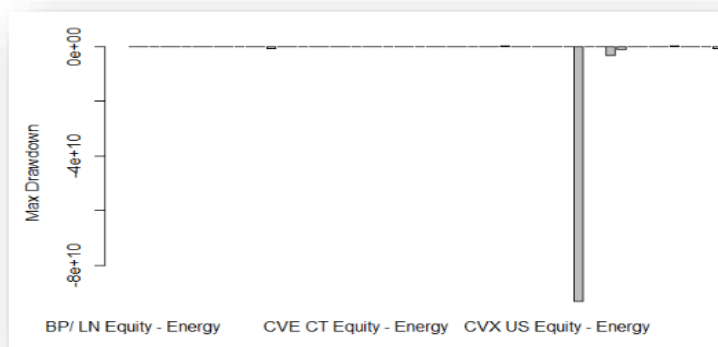 0e+00
-4e+10
-8e+10
Max Drawdown
BP/ LN Equity - Energy
CVE CT Equity - Energy
CVX US Equity - Energy